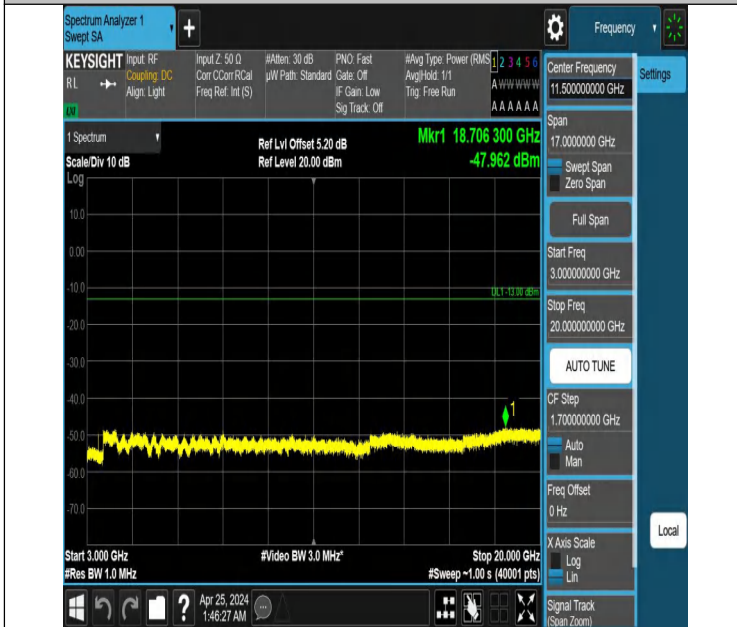 Spectrum Analyzer 1
Swept SA
+
Frequency
KEYSIGHT
RL
Input: RF
Coupling: DC
Align: Light
Input Z: 50 Ω
Corr CCorr RCal
Freq Ref: Int (S)
#Atten: 30 dB
µW Path: Standard
PNO: Fast
Gate: Off
IF Gain: Low
Sig Track: Off
#Avg Type: Power (RMS
Avg|Hold: 1/1
Trig: Free Run
1 2 3 4 5 6
A W W W W W
A A A A A A
1 Spectrum
Scale/Div 10 dB
Log
Ref Lvl Offset 5.20 dB
Ref Level 20.00 dBm
Mkr1 18.706 300 GHz
-47.962 dBm
10.0
0.00
-10.0
DL1 -13.00 dBm
-20.0
-30.0
-40.0
1
-50.0
-60.0
-70.0
Start 3.000 GHz
#Res BW 1.0 MHz
#Video BW 3.0 MHz*
Stop 20.000 GHz
#Sweep ~1.00 s (40001 pts)
?
Apr 25, 2024
1:46:27 AM
Center Frequency
11.500000000 GHz
Settings
Span
17.0000000 GHz
Swept Span
Zero Span
Full Span
Start Freq
3.000000000 GHz
Stop Freq
20.000000000 GHz
AUTO TUNE
CF Step
1.700000000 GHz
Auto
Man
Freq Offset
0 Hz
X Axis Scale
Log
Lin
Local
Signal Track
(Span Zoom)